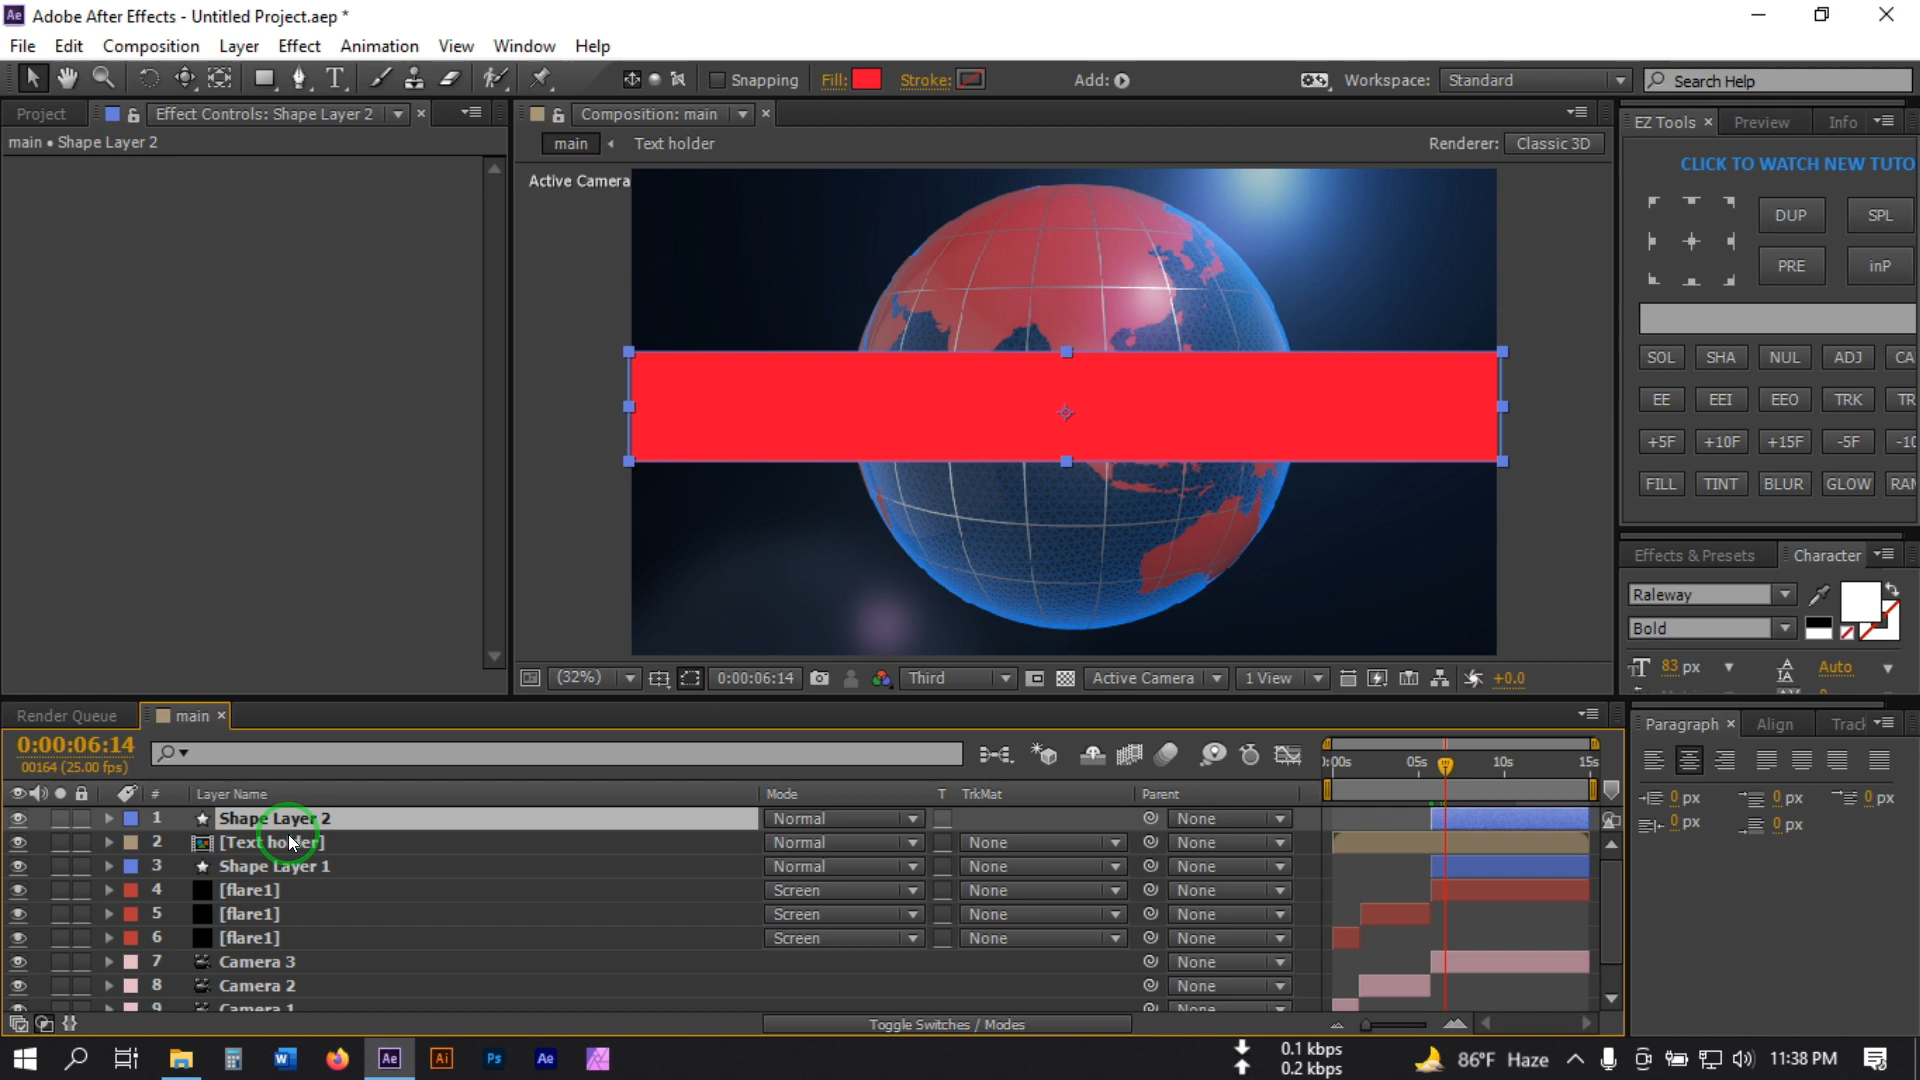 Ae Adobe After Effects - Untitled Project.aep *
File Edit Composition Layer Effect Animation View Window Help
Snapping Fill: Stroke: Add: Workspace: Standard Search Help
Project Effect Controls: Shape Layer 2 Composition: main EZ Tools Preview Info
main • Shape Layer 2
main Text holder Renderer: Classic 3D
CLICK TO WATCH NEW TUTO
Active Camera
DUP SPL
PRE inP
SOL SHA NUL ADJ CA
EE EEI EEO TRK TR
+5F +10F +15F -5F -10
FILL TINT BLUR GLOW RAN
Effects & Presets Character
Raleway
Bold
83 px Auto
(32%) 0:00:06:14 Third Active Camera 1 View +0.0
Render Queue main Paragraph Align Track
0:00:06:14
00164 (25.00 fps)
):00s 05s 10s 15s
# Layer Name Mode T TrkMat Parent
0 px 0 px 0 px
0 px 0 px
1 Shape Layer 2 Normal None
2 [Text holder] Normal None None
3 Shape Layer 1 Normal None None
4 [flare1] Screen None None
5 [flare1] Screen None None
6 [flare1] Screen None None
7 Camera 3 None
8 Camera 2 None
9 Camera 1 None
Toggle Switches / Modes
W Ae Ai Ps Ae 0.1 kbps 86°F Haze 11:38 PM
0.2 kbps